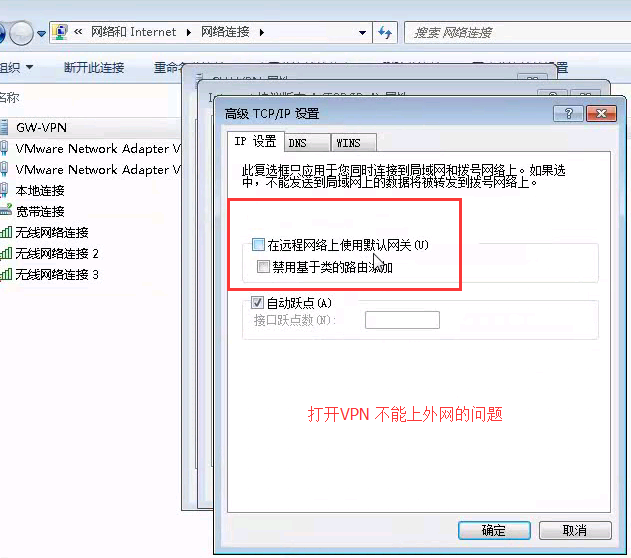 « 网络和 Internet ▸ 网络连接 ▸
搜索 网络连接
组织 ▾ 断开此连接
名称
GW-VPN
VMware Network Adapter V
VMware Network Adapter V
本地连接
宽带连接
无线网络连接
无线网络连接 2
无线网络连接 3
高级 TCP/IP 设置
IP 设置 DNS WINS
此复选框只应用于您同时连接到局域网和拨号网络上。如果选
中，不能发送到局域网上的数据将被转发到拨号网络上。
在远程网络上使用默认网关(U)
禁用基于类的路由添加
自动跃点(A)
接口跃点数(N):
打开VPN 不能上外网的问题
确定 取消